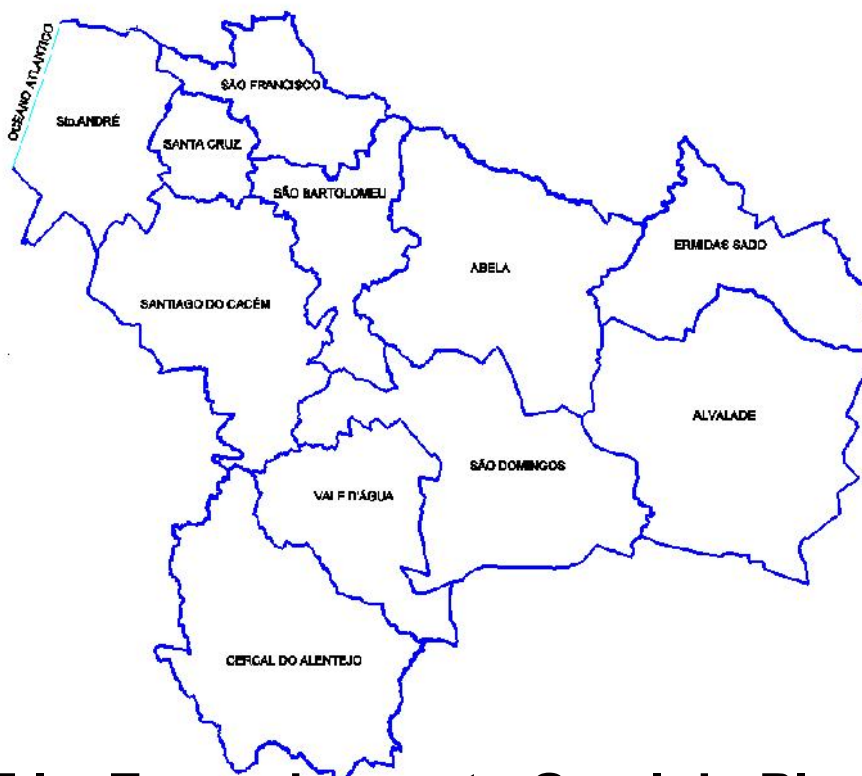 OCEANO ATLANTICO
SÃO FRANCISCO
Sto.ANDRÉ
SANTA CRUZ
SÃO BARTOLOMEU
ERMIDAS SADO
ABELA
SANTIAGO DO CACÉM
ALVALADE
SÃO DOMINGOS
VALE D'ÁGUA
CERCAL DO ALENTEJO